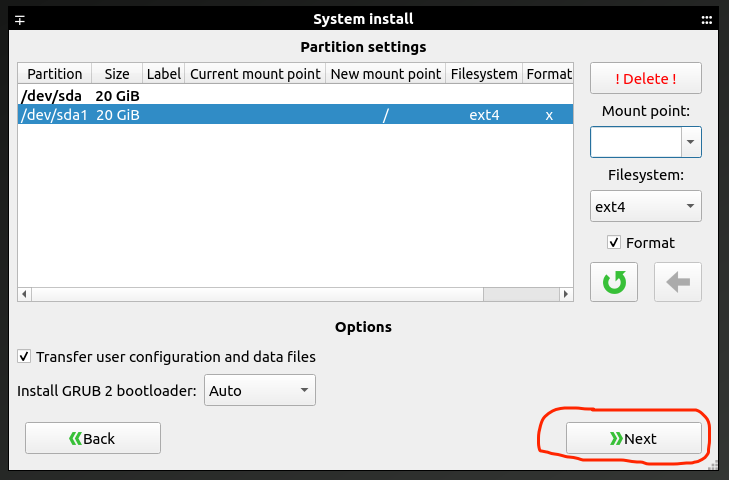 System install
Partition settings
Partition Size Label Current mount point New mount point Filesystem Format
/dev/sda 20 GiB
/dev/sda1 20 GiB / ext4 x
! Delete !
Mount point:
Filesystem:
ext4
Format
Options
Transfer user configuration and data files
Install GRUB 2 bootloader: Auto
Back
Next